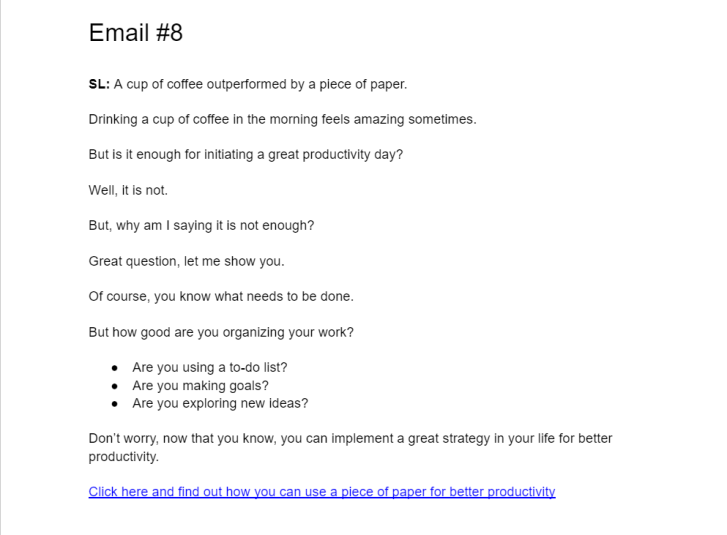 Email #8
SL: A cup of coffee outperformed by a piece of paper.
Drinking a cup of coffee in the morning feels amazing sometimes.
But is it enough for initiating a great productivity day?
Well, it is not.
But, why am I saying it is not enough?
Great question, let me show you.
Of course, you know what needs to be done.
But how good are you organizing your work?
● Are you using a to-do list?
● Are you making goals?
● Are you exploring new ideas?
Don’t worry, now that you know, you can implement a great strategy in your life for better
productivity.
Click here and find out how you can use a piece of paper for better productivity